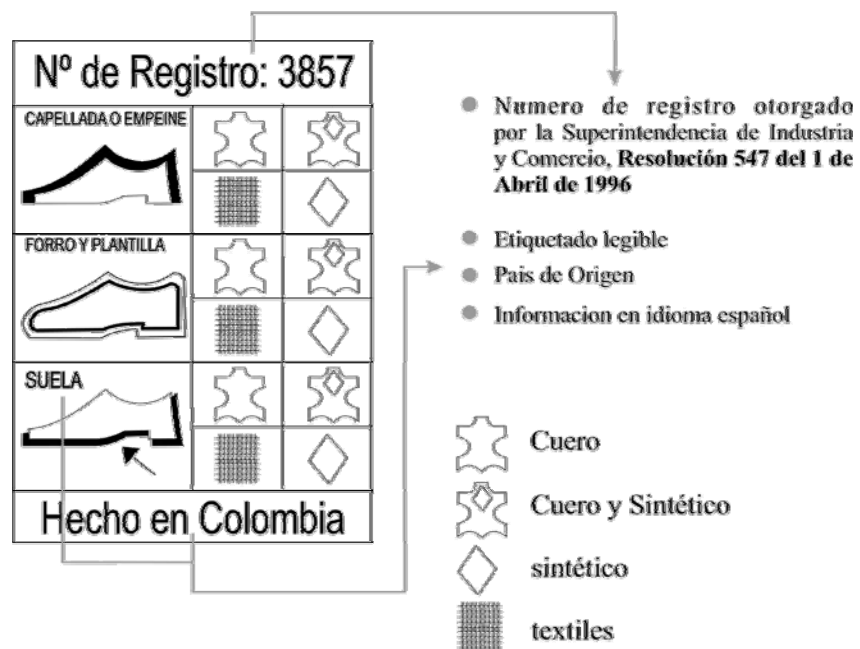 Nº de Registro: 3857
CAPELLADA O EMPEINE
FORRO Y PLANTILLA
SUELA
Hecho en Colombia
Numero de registro otorgado
por la Superintendencia de Industria
y Comercio, Resolución 547 del 1 de
Abril de 1996
Etiquetado legible
Pais de Origen
Informacion en idioma español
Cuero
Cuero y Sintético
sintético
textiles